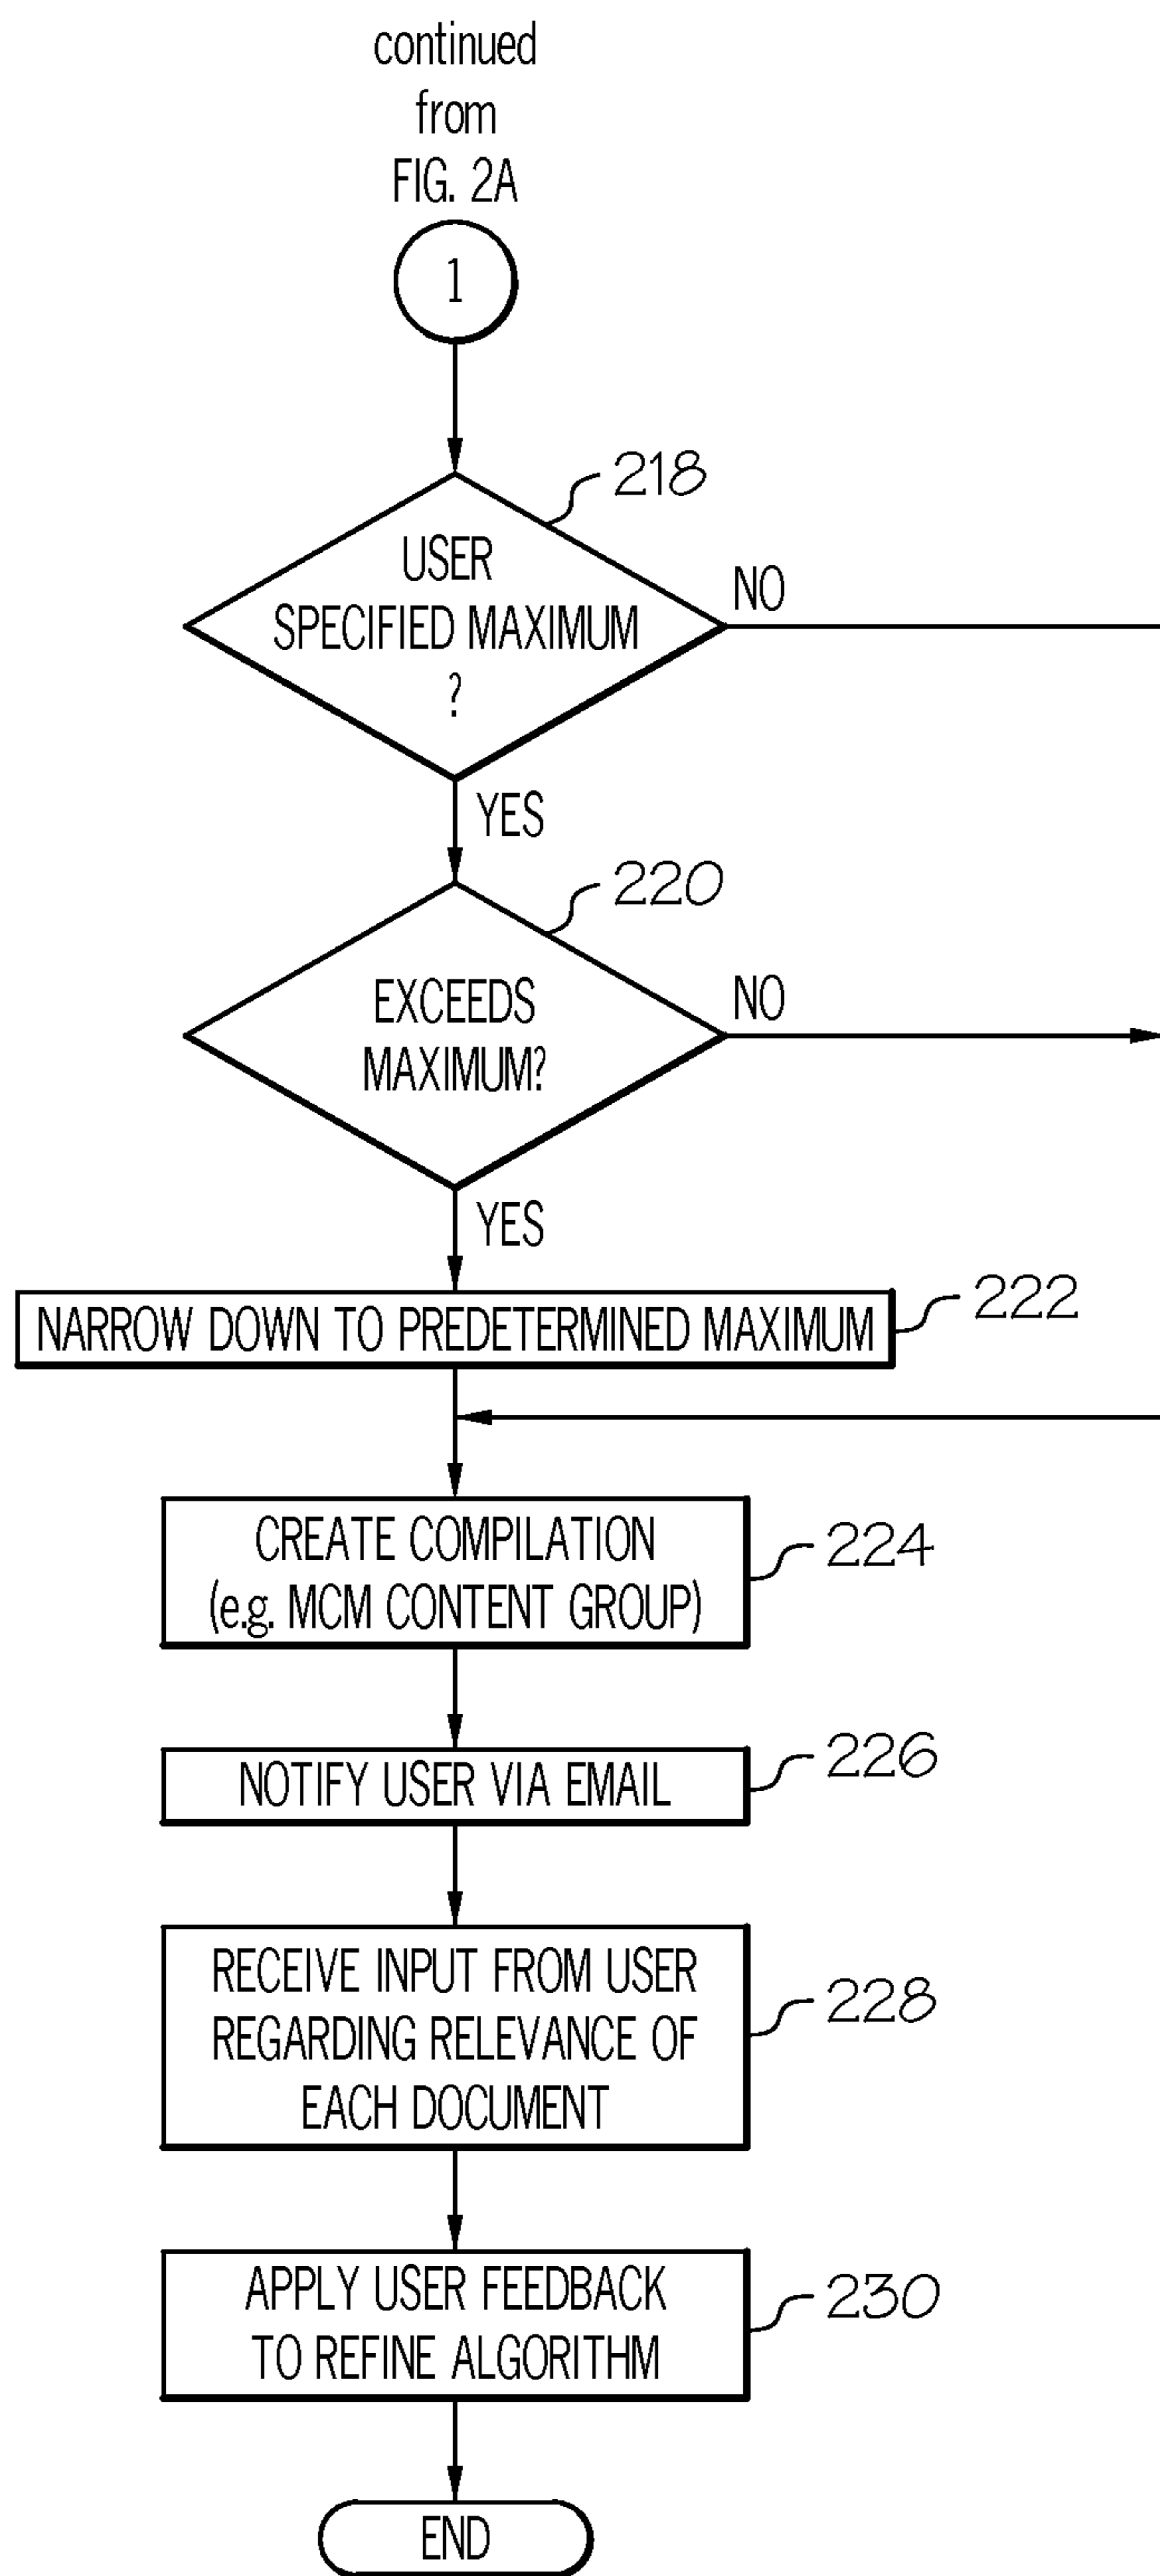 continued
from
FIG. 2A
1
218
USER
SPECIFIED MAXIMUM
?
NO
YES
220
EXCEEDS
MAXIMUM?
NO
YES
222
NARROW DOWN TO PREDETERMINED MAXIMUM
CREATE COMPILATION
(e.g. MCM CONTENT GROUP)
224
NOTIFY USER VIA EMAIL
226
RECEIVE INPUT FROM USER
REGARDING RELEVANCE OF
EACH DOCUMENT
228
APPLY USER FEEDBACK
TO REFINE ALGORITHM
230
END